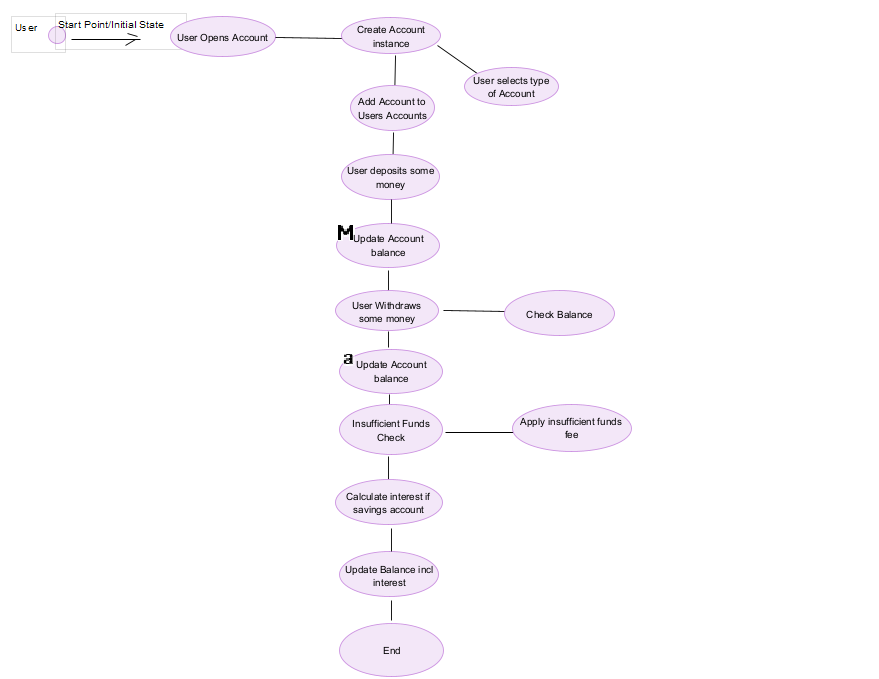 User
Start Point/Initial State
User Opens Account
Create Account
instance
User selects type
of Account
Add Account to
Users Accounts
User deposits some
money
M
Update Account
balance
User Withdraws
some money
Check Balance
a
Update Account
balance
Insufficient Funds
Check
Apply insufficient funds
fee
Calculate interest if
savings account
Update Balance incl
interest
End